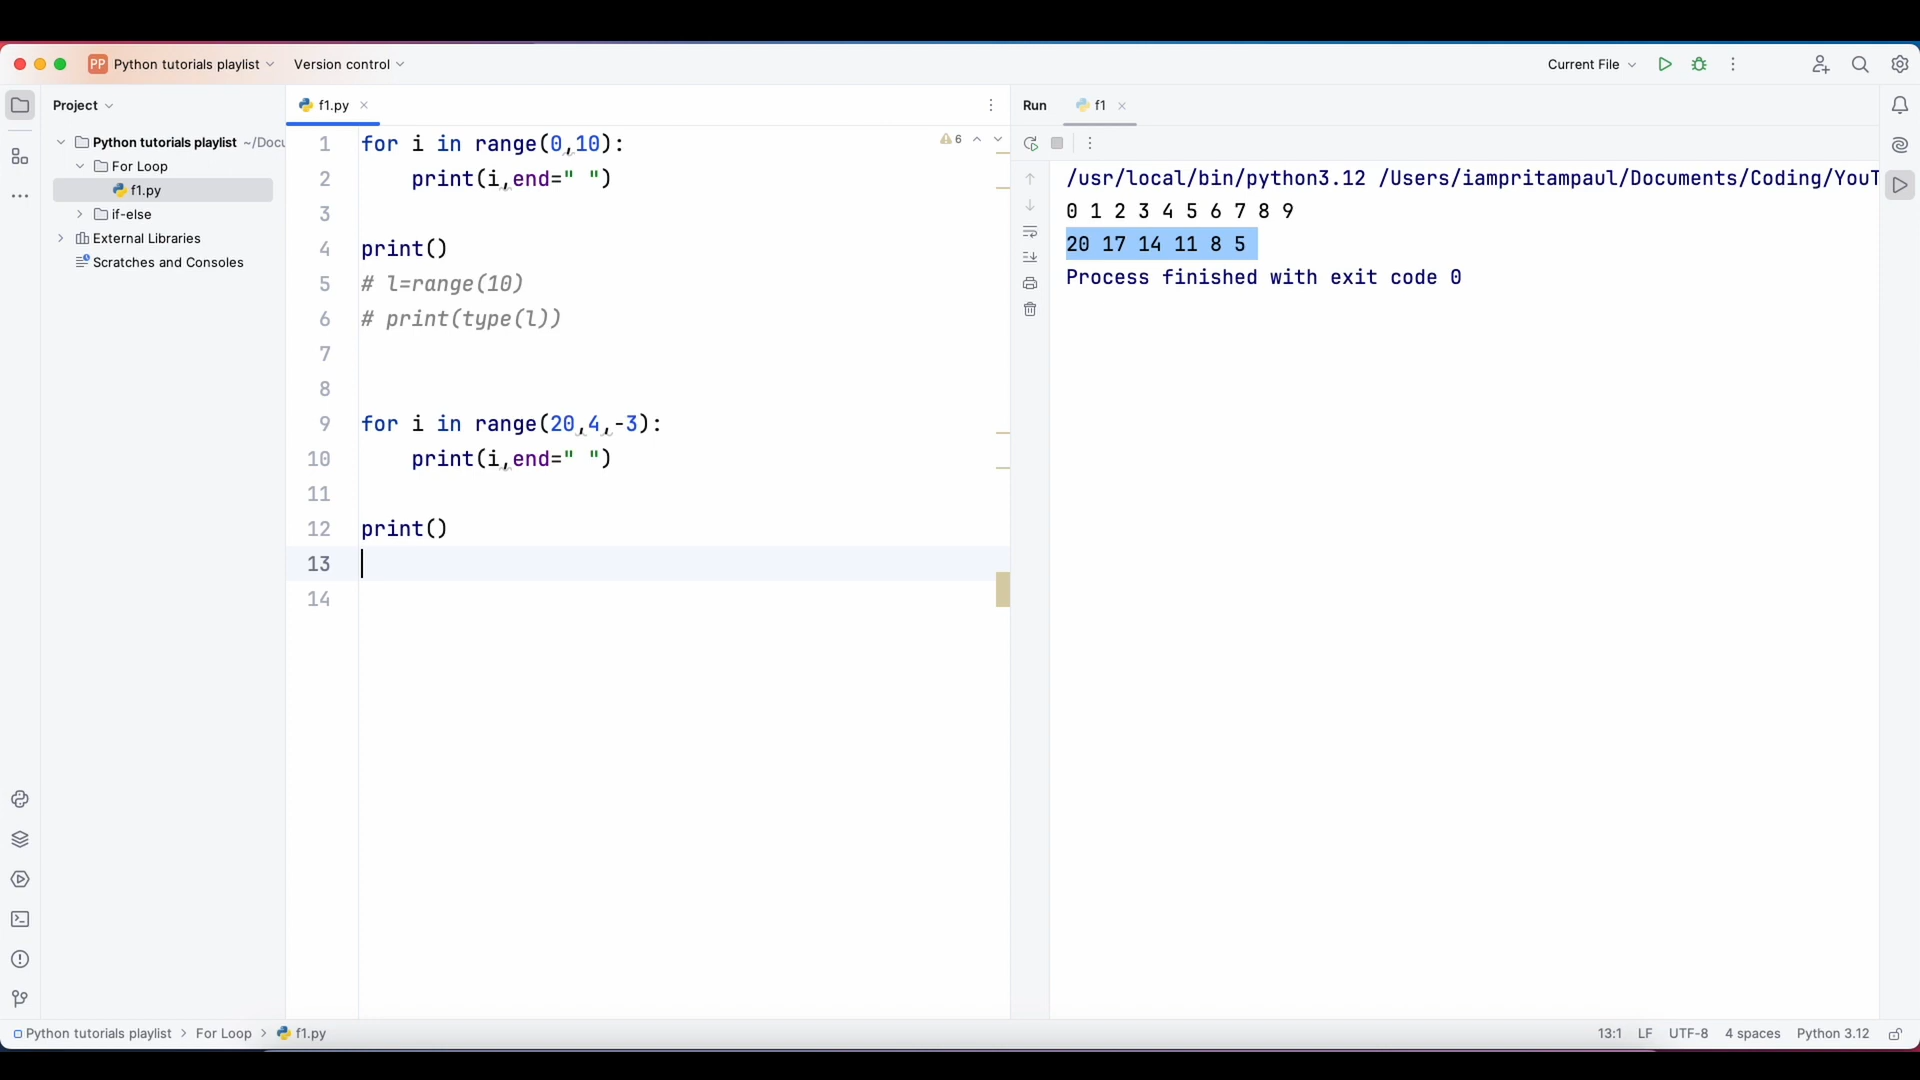 PP Python tutorials playlist Version control Current File
Project f1.py Run f1
Python tutorials playlist ~/Docu
For Loop
f1.py
if-else
External Libraries
Scratches and Consoles
6
1 for i in range(0,10):
2     print(i,end=" ")
3
4 print()
5 # l=range(10)
6 # print(type(l))
7
8
9 for i in range(20,4,-3):
10     print(i,end=" ")
11
12 print()
13
14
/usr/local/bin/python3.12 /Users/iampritampaul/Documents/Coding/YouT
0 1 2 3 4 5 6 7 8 9
20 17 14 11 8 5
Process finished with exit code 0
Python tutorials playlist > For Loop > f1.py 13:1 LF UTF-8 4 spaces Python 3.12